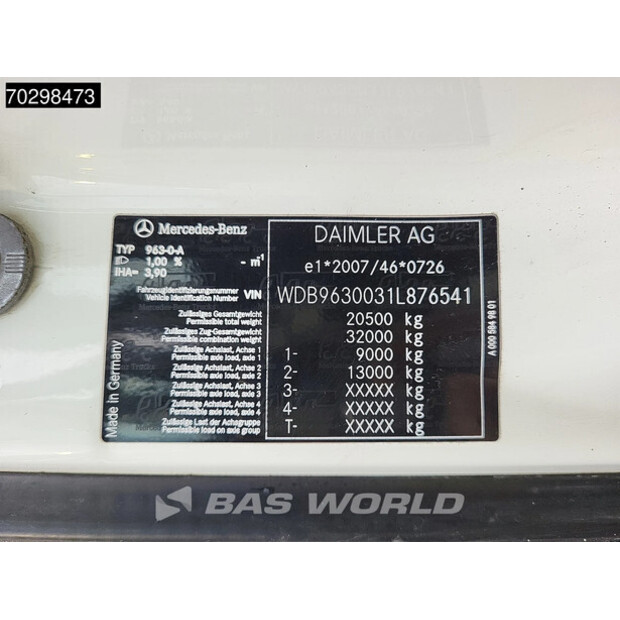 70298473
Mercedes-Benz
DAIMLER AG
TYP 963-0-A
1,00 % - m⁻¹
IHA= 3,90
e1*2007/46*0726
Fahrzeugidentifizierungsnummer
Vehicle Identification Number VIN WDB9630031L876541
Zulässiges Gesamtgewicht
Permissible total weight 20500 kg
Zulässiges Zug-Gesamtgewicht
Permissible combination weight 32000 kg
Zulässige Achslast, Achse 1
Permissible axle load, axle 1 1- 9000 kg
Zulässige Achslast, Achse 2
Permissible axle load, axle 2 2- 13000 kg
Zulässige Achslast, Achse 3
Permissible axle load, axle 3 3- XXXXX kg
Zulässige Achslast, Achse 4
Permissible axle load, axle 4 4- XXXXX kg
Zulässige Last der Achsgruppe
Permissible load on axle group T- XXXXX kg
Made In Germany
A 000 584 98 01
BAS WORLD